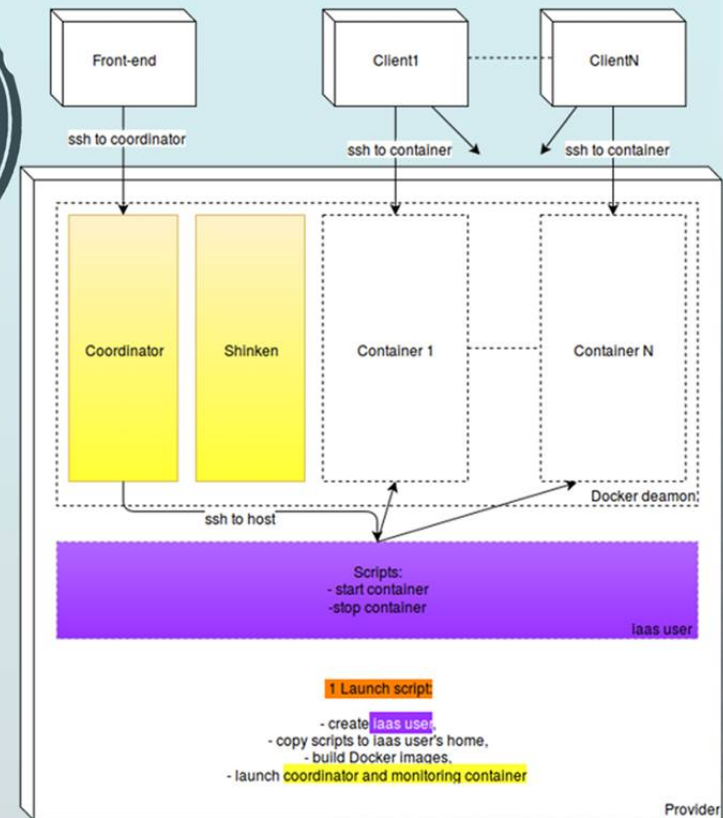 Front-end
Client1
ClientN
ssh to coordinator
ssh to container
ssh to container
Coordinator
Shinken
Container 1
Container N
Docker deamon
ssh to host
Scripts:
- start container
-stop container
iaas user
1 Launch script:
- create iaas user,
- copy scripts to iaas user's home,
- build Docker images,
- launch coordinator and monitoring container
Provider